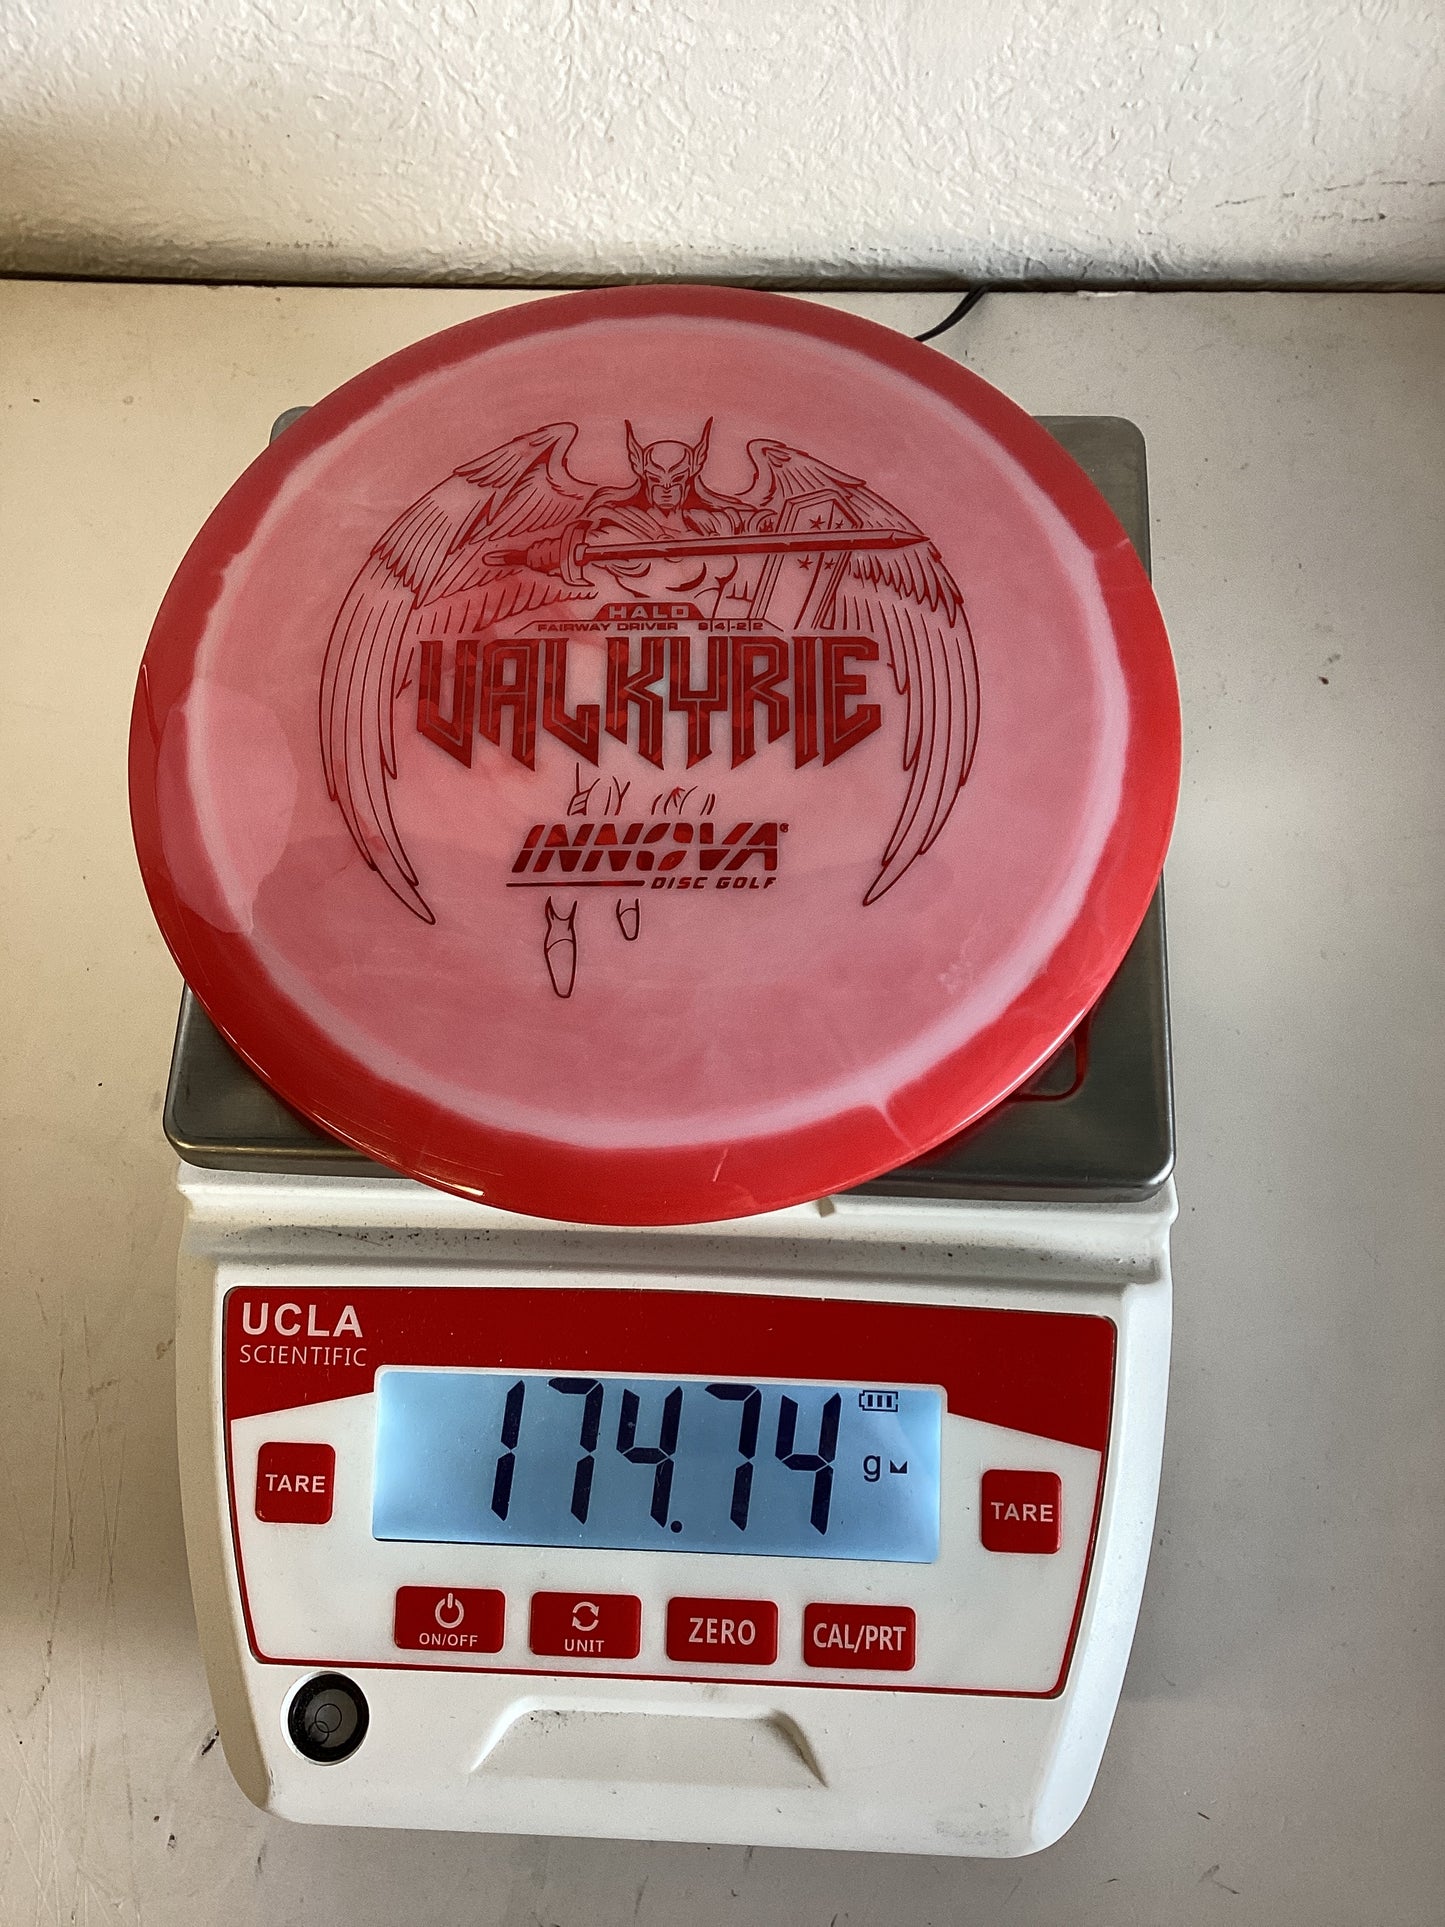 HALO
FAIRWAY DRIVER 9|4|-2|2
VALKYRIE
INNOVA®
DISC GOLF
UCLA
SCIENTIFIC
174.74 g
TARE
TARE
ON/OFF
UNIT
ZERO
CAL/PRT